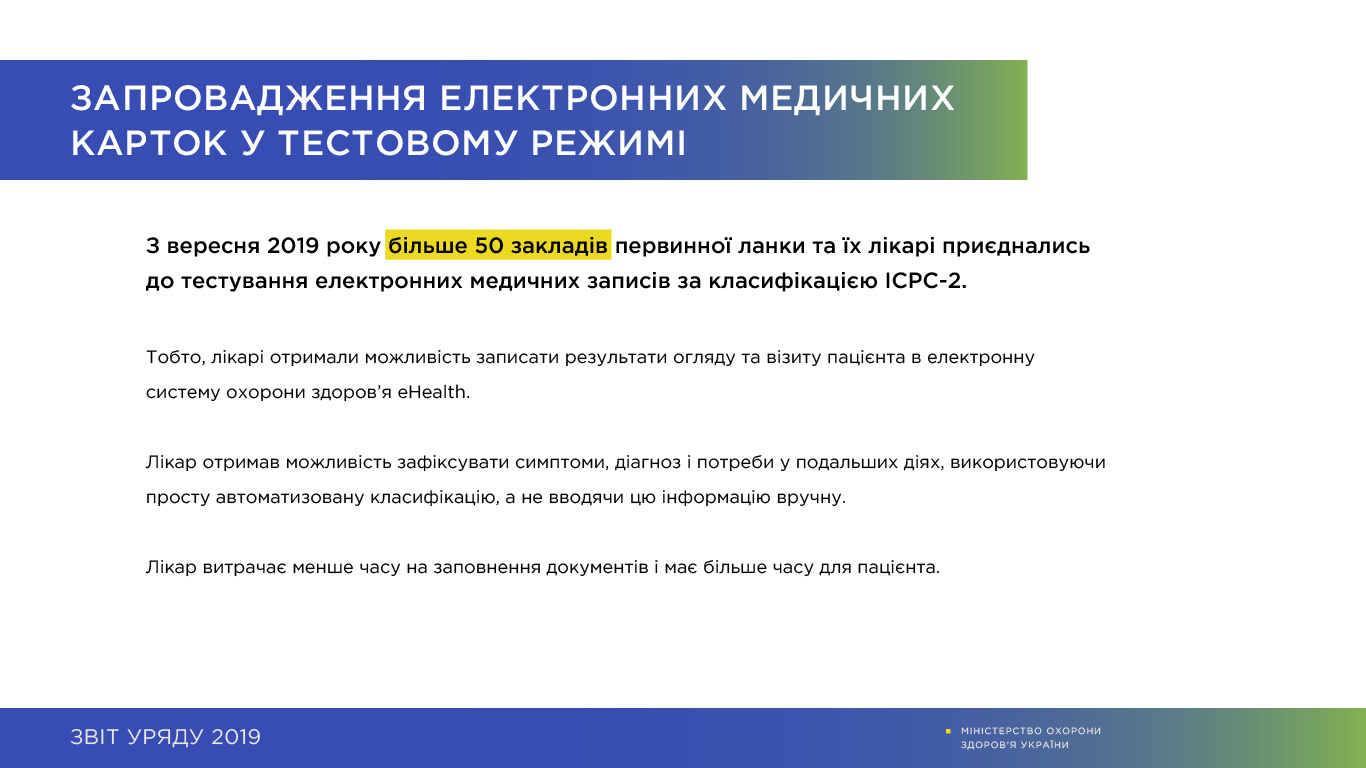 ЗАПРОВАДЖЕННЯ ЕЛЕКТРОННИХ МЕДИЧНИХ
КАРТОК У ТЕСТОВОМУ РЕЖИМІ
З вересня 2019 року більше 50 закладів первинної ланки та їх лікарі приєднались
до тестування електронних медичних записів за класифікацією ICPC-2.
Тобто, лікарі отримали можливість записати результати огляду та візиту пацієнта в електронну
систему охорони здоров’я eHealth.
Лікар отримав можливість зафіксувати симптоми, діагноз і потреби у подальших діях, використовуючи
просту автоматизовану класифікацію, а не вводячи цю інформацію вручну.
Лікар витрачає менше часу на заповнення документів і має більше часу для пацієнта.
ЗВІТ УРЯДУ 2019
МІНІСТЕРСТВО ОХОРОНИ
ЗДОРОВ'Я УКРАЇНИ